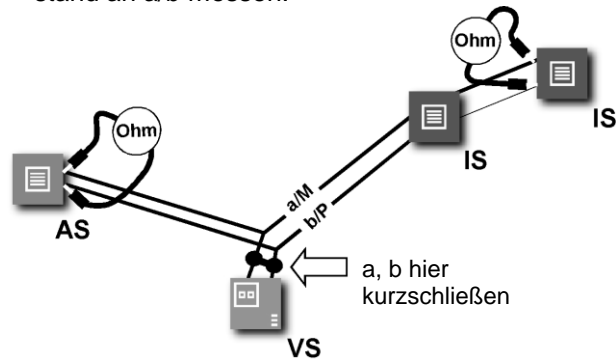 stand an a/b messen.
Ohm
IS
Ohm
IS
AS
a/M
b/P
a, b hier
kurzschließen
VS